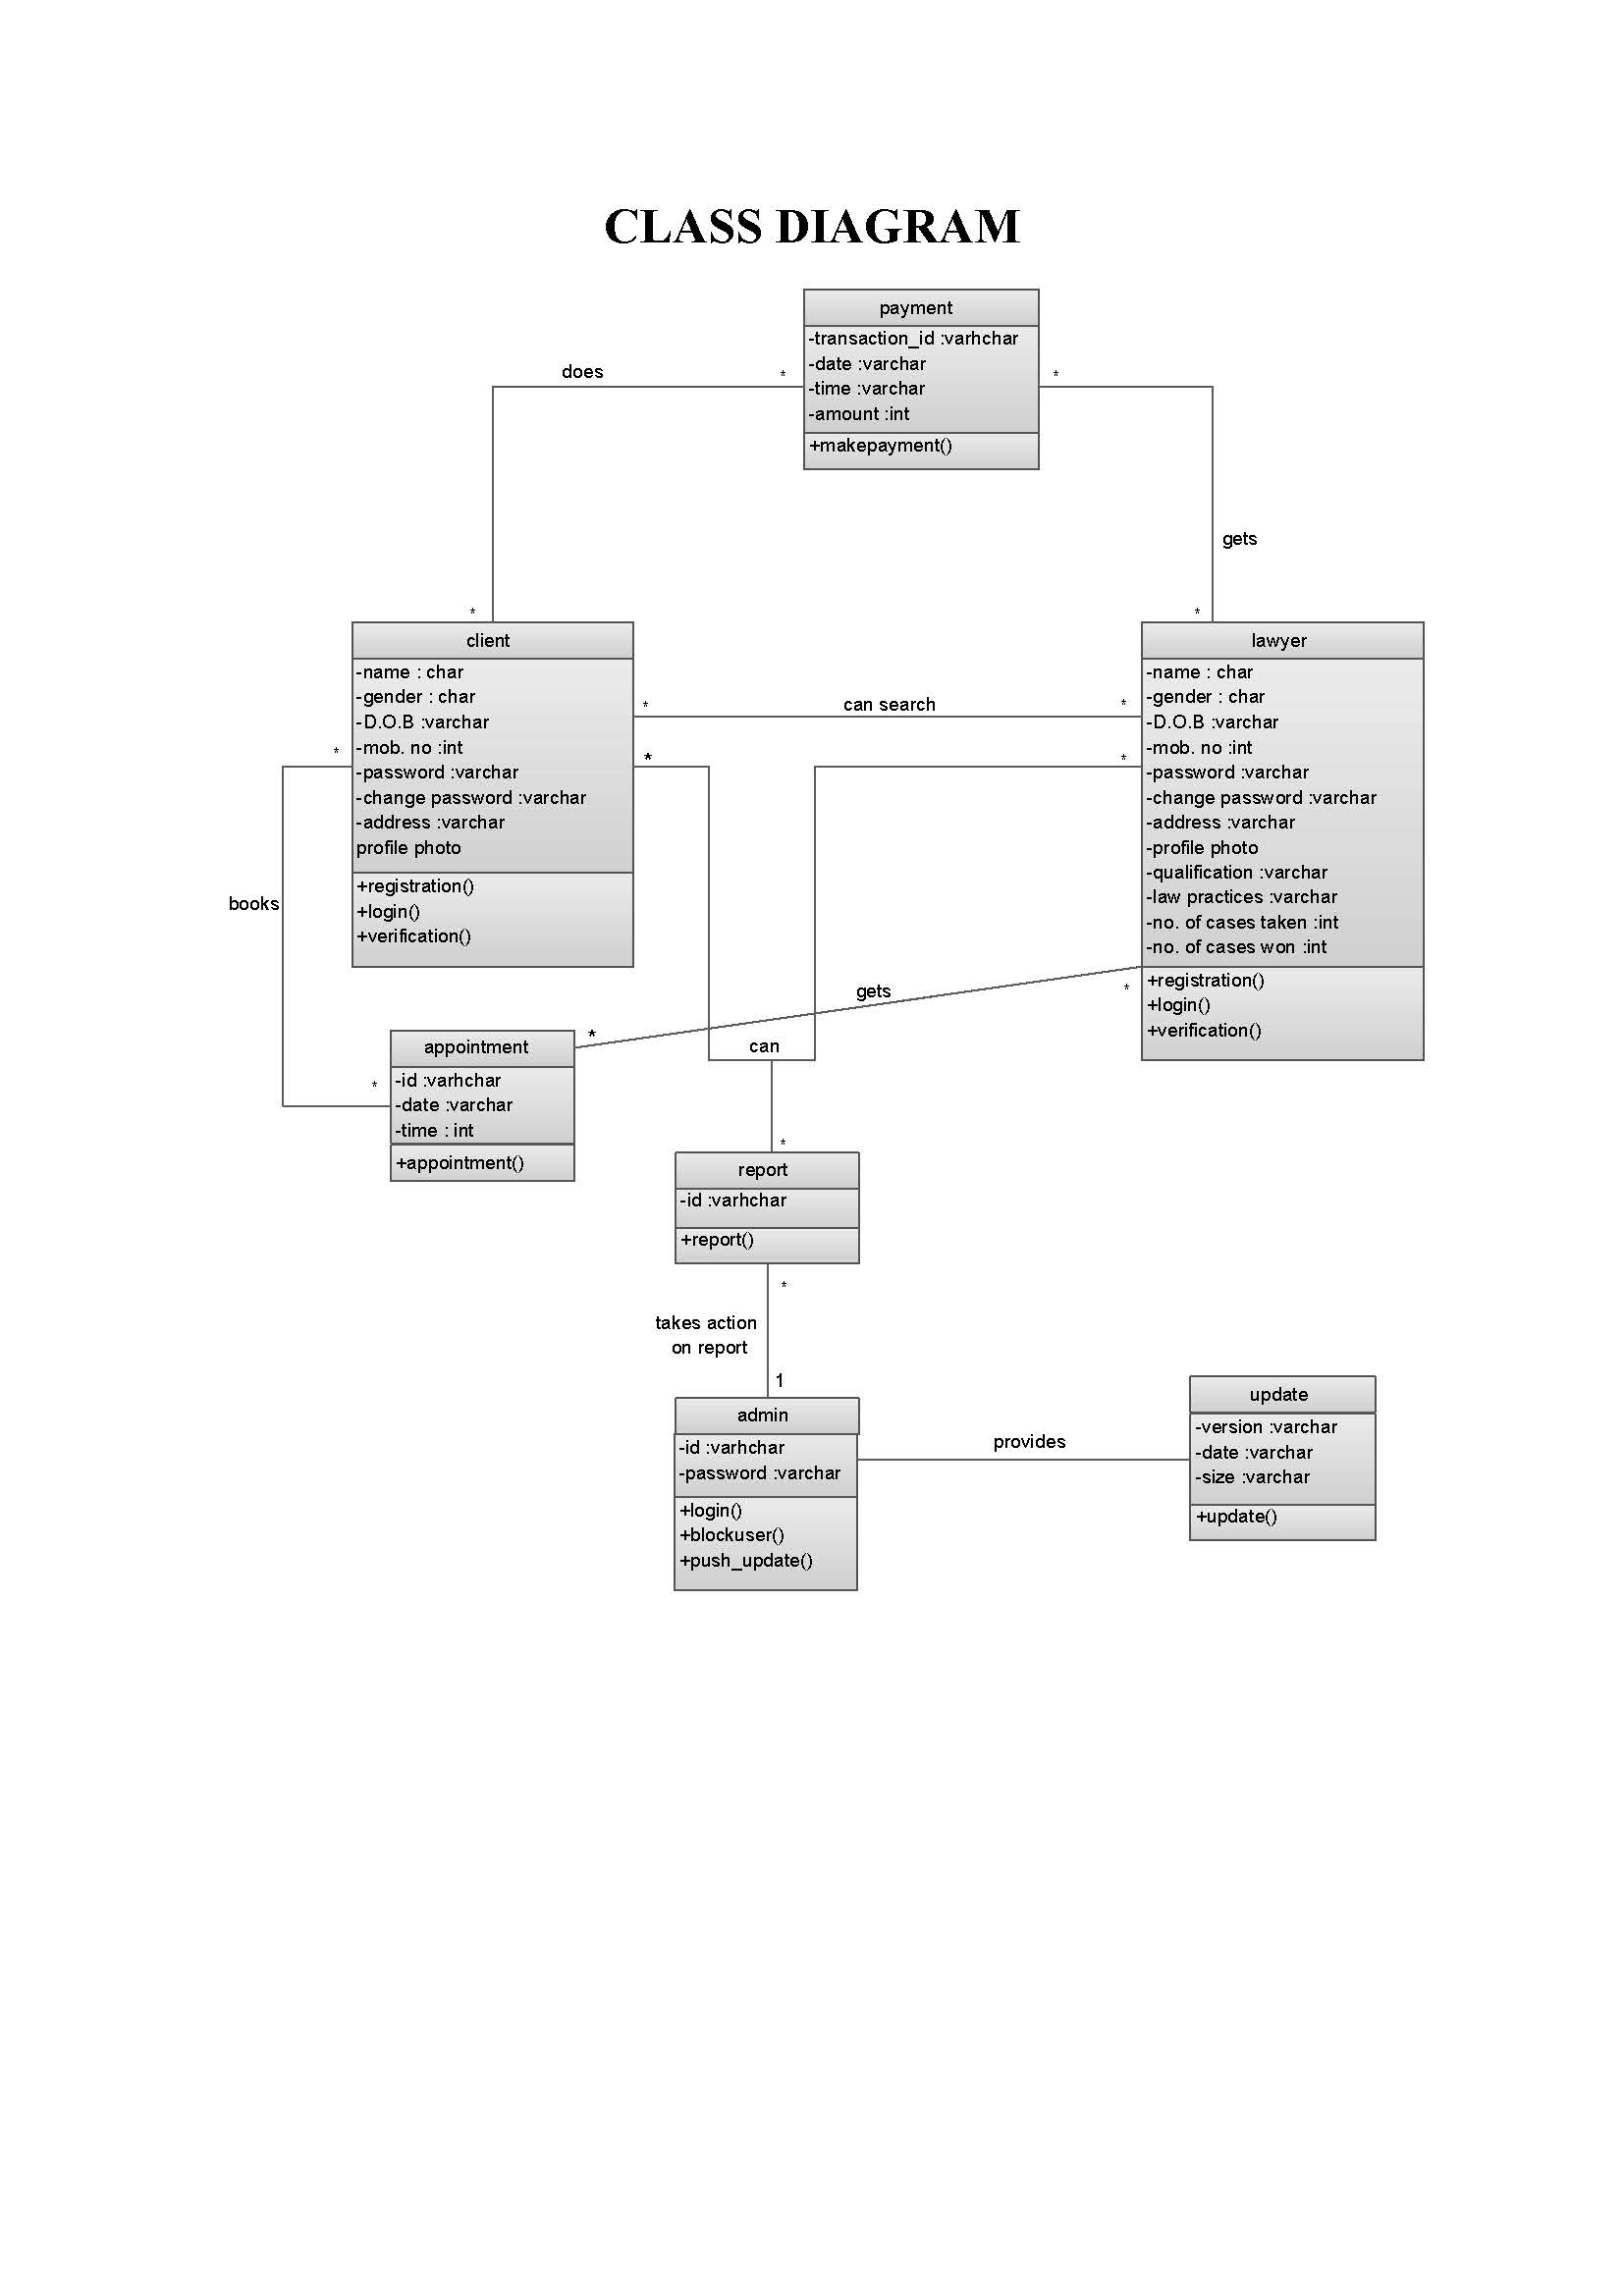 CLASS DIAGRAM
payment
-transaction_id :varhchar
-date :varchar
-time :varchar
-amount :int
+makepayment()
does
*
*
gets
*
*
client
-name : char
-gender : char
-D.O.B :varchar
-mob. no :int
-password :varchar
-change password :varchar
-address :varchar
profile photo
+registration()
+login()
+verification()
lawyer
-name : char
-gender : char
-D.O.B :varchar
-mob. no :int
-password :varchar
-change password :varchar
-address :varchar
-profile photo
-qualification :varchar
-law practices :varchar
-no. of cases taken :int
-no. of cases won :int
+registration()
+login()
+verification()
*
can search
*
*
*
*
books
*
gets
*
*
can
*
appointment
-id :varhchar
-date :varchar
-time : int
+appointment()
report
-id :varhchar
+report()
*
takes action
on report
1
admin
-id :varhchar
-password :varchar
+login()
+blockuser()
+push_update()
provides
update
-version :varchar
-date :varchar
-size :varchar
+update()